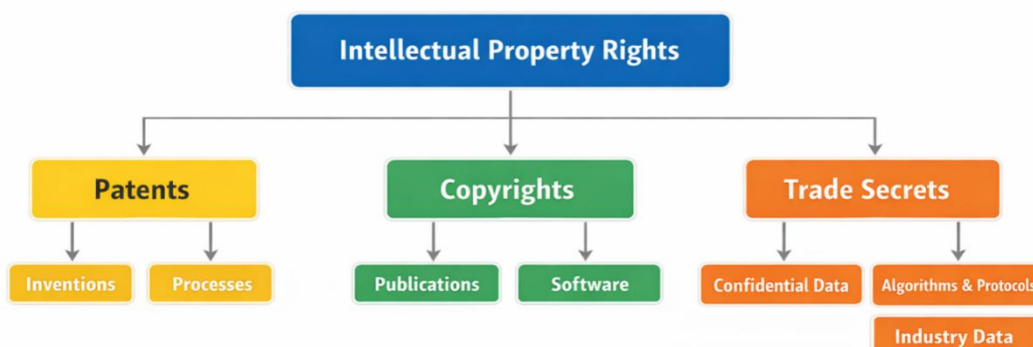 Intellectual Property Rights
Patents
Copyrights
Trade Secrets
Inventions
Processes
Publications
Software
Confidential Data
Algorithms & Protocols
Industry Data